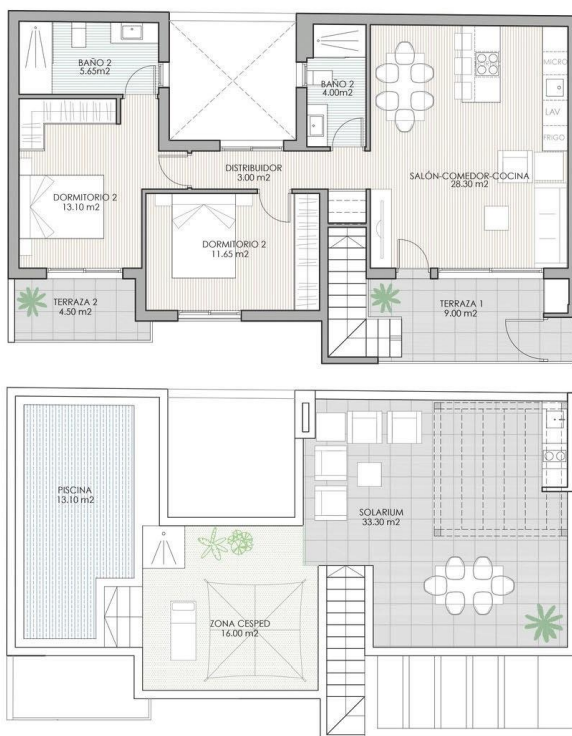 BAÑO 2
5.65m2
BAÑO 2
4.00m2
MICRO
LAV
FRIGO
DISTRIBUIDOR
3.00 m2
SALÓN-COMEDOR-COCINA
28.30 m2
DORMITORIO 2
13.10 m2
DORMITORIO 2
11.65 m2
TERRAZA 2
4.50 m2
TERRAZA 1
9.00 m2
PISCINA
13.10 m2
SOLARIUM
33.30 m2
ZONA CESPED
16.00 m2